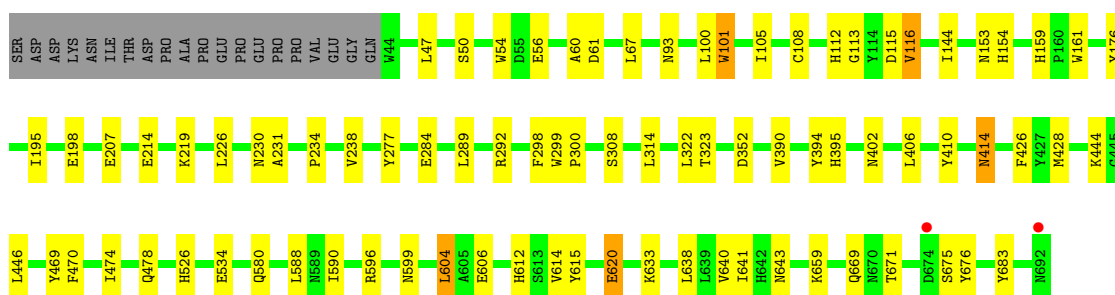 SER ASP ASP LYS ASN ILE THR ASP PRO ALA PRO GLU PRO GLU PRO PRO VAL GLU GLY GLN W44 L47 S50 W54 D55 E56 A60 D61 L67 N93 L100 W101 I105 C108 H112 G113 Y114 D115 V116 I144 N153 H154 H159 P160 W161 Y176
I195 E198 E207 E214 K219 L226 N230 A231 P234 V238 Y277 E284 L289 R292 F298 W299 P300 S308 L314 L322 T323 D352 V390 Y394 H395 N402 L406 Y410 N414 F426 Y427 M428 K444
L446 Y469 F470 I474 Q478 H526 E534 Q580 L588 N589 I590 R596 N599 L604 A605 E606 H612 S613 V614 Y615 E620 K633 L638 L639 V640 I641 H642 N643 K659 Q669 N670 T671 D674 S675 Y676 Y683 N692